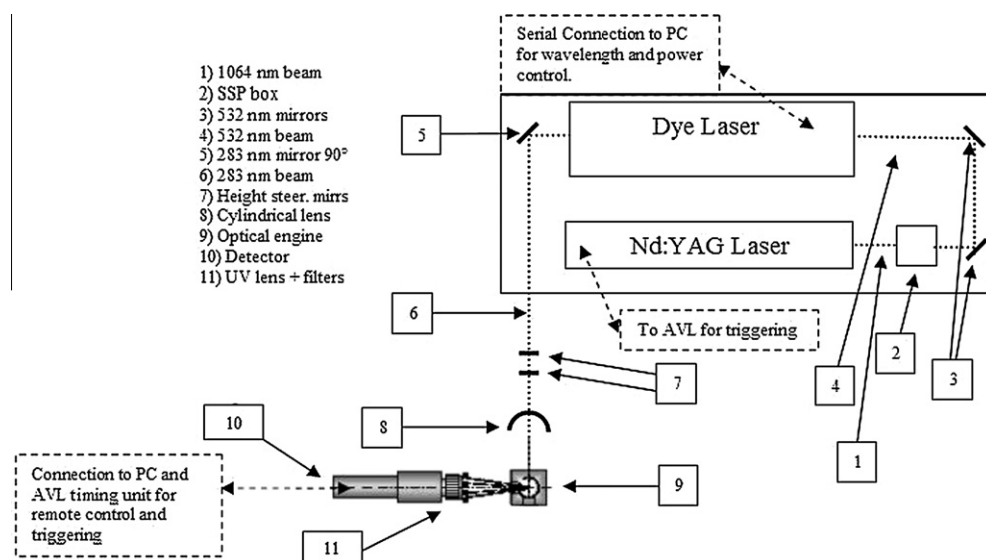 Serial Connection to PC
for wavelength and power
control.
1) 1064 nm beam
2) SSP box
3) 532 nm mirrors
4) 532 nm beam
5) 283 nm mirror 90°
6) 283 nm beam
7) Height steer. mirrs
8) Cylindrical lens
9) Optical engine
10) Detector
11) UV lens + filters
5
Dye Laser
Nd:YAG Laser
6
To AVL for triggering
2
7
4
3
10
8
1
Connection to PC and
AVL timing unit for
remote control and
triggering
9
11